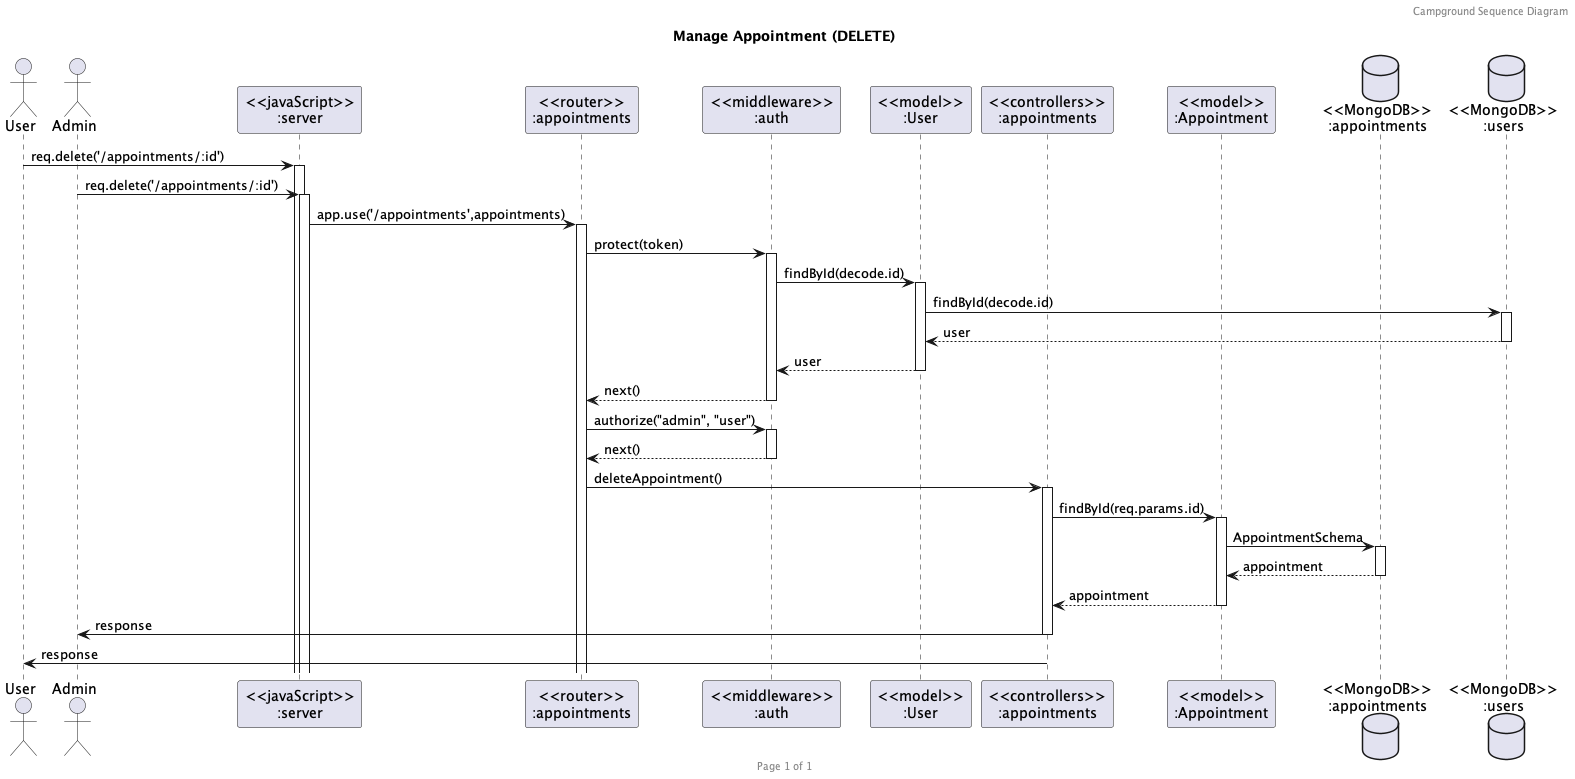 Campground Sequence Diagram
Manage Appointment (DELETE)
User
Admin
<<javaScript>>
:server
<<router>>
:appointments
<<middleware>>
:auth
<<model>>
:User
<<controllers>>
:appointments
<<model>>
:Appointment
<<MongoDB>>
:appointments
<<MongoDB>>
:users
req.delete('/appointments/:id')
req.delete('/appointments/:id')
app.use('/appointments',appointments)
protect(token)
findById(decode.id)
findById(decode.id)
user
user
next()
authorize("admin", "user")
next()
deleteAppointment()
findById(req.params.id)
AppointmentSchema
appointment
appointment
response
response
User
Admin
<<javaScript>>
:server
<<router>>
:appointments
<<middleware>>
:auth
<<model>>
:User
<<controllers>>
:appointments
<<model>>
:Appointment
<<MongoDB>>
:appointments
<<MongoDB>>
:users
Page 1 of 1